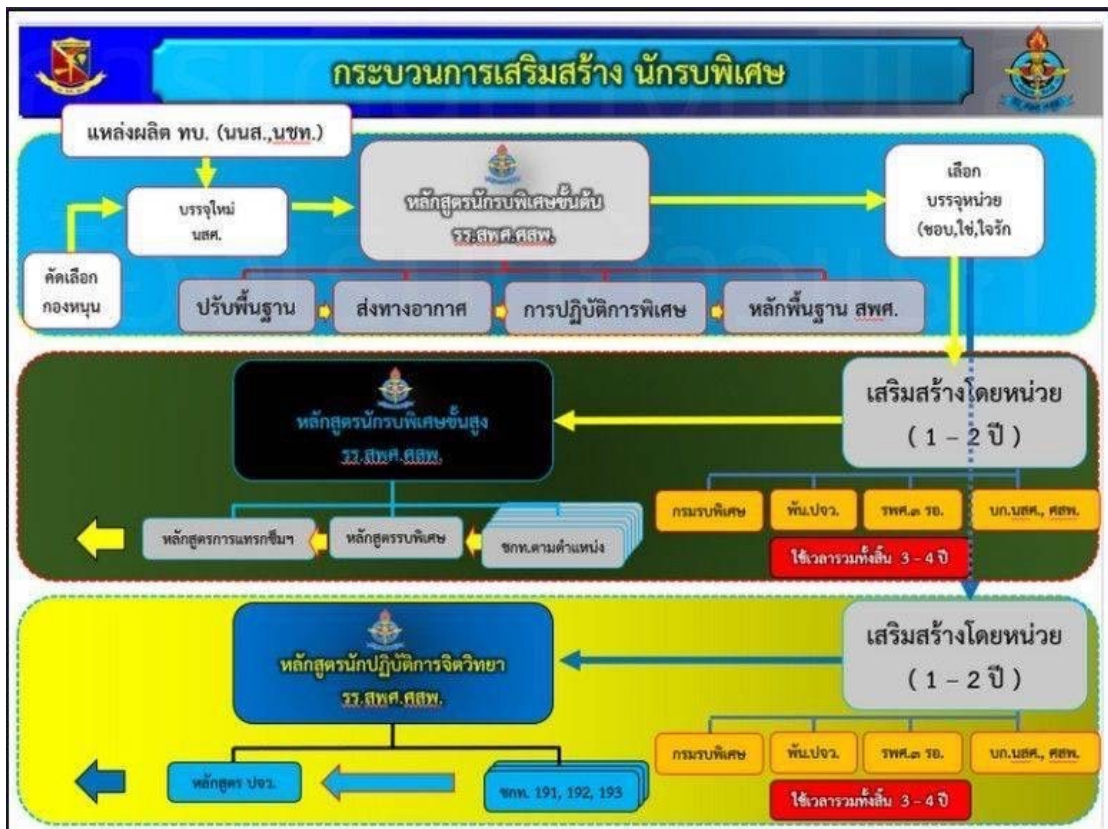 กระบวนการเสริมสร้าง นักรบพิเศษ
แหล่งผลิต ทบ. (นนส.,นชท.)
บรรจุใหม่
นสศ.
คัดเลือก
กองหนุน
หลักสูตรนักรบพิเศษขั้นต้น
รร.สพศ.ศสพ.
เลือก
บรรจุหน่วย
(ชอบ,ใช่,ใจรัก
ปรับพื้นฐาน
ส่งทางอากาศ
การปฏิบัติการพิเศษ
หลักพื้นฐาน สพศ.
หลักสูตรนักรบพิเศษขั้นสูง
รร.สพศ.ศสพ.
เสริมสร้างโดยหน่วย
( 1 – 2 ปี )
กรมรบพิเศษ
พัน.ปจว.
รพศ.๓ รอ.
บก.นสศ., ศสพ.
ใช้เวลารวมทั้งสิ้น 3 – 4 ปี
หลักสูตรการแทรกซึมฯ
หลักสูตรรบพิเศษ
ชกท.ตามตำแหน่ง
หลักสูตรนักปฏิบัติการจิตวิทยา
รร.สพศ.ศสพ.
เสริมสร้างโดยหน่วย
( 1 – 2 ปี )
กรมรบพิเศษ
พัน.ปจว.
รพศ.๓ รอ.
บก.นสศ., ศสพ.
ใช้เวลารวมทั้งสิ้น 3 – 4 ปี
หลักสูตร ปจว.
ชกท. 191, 192, 193